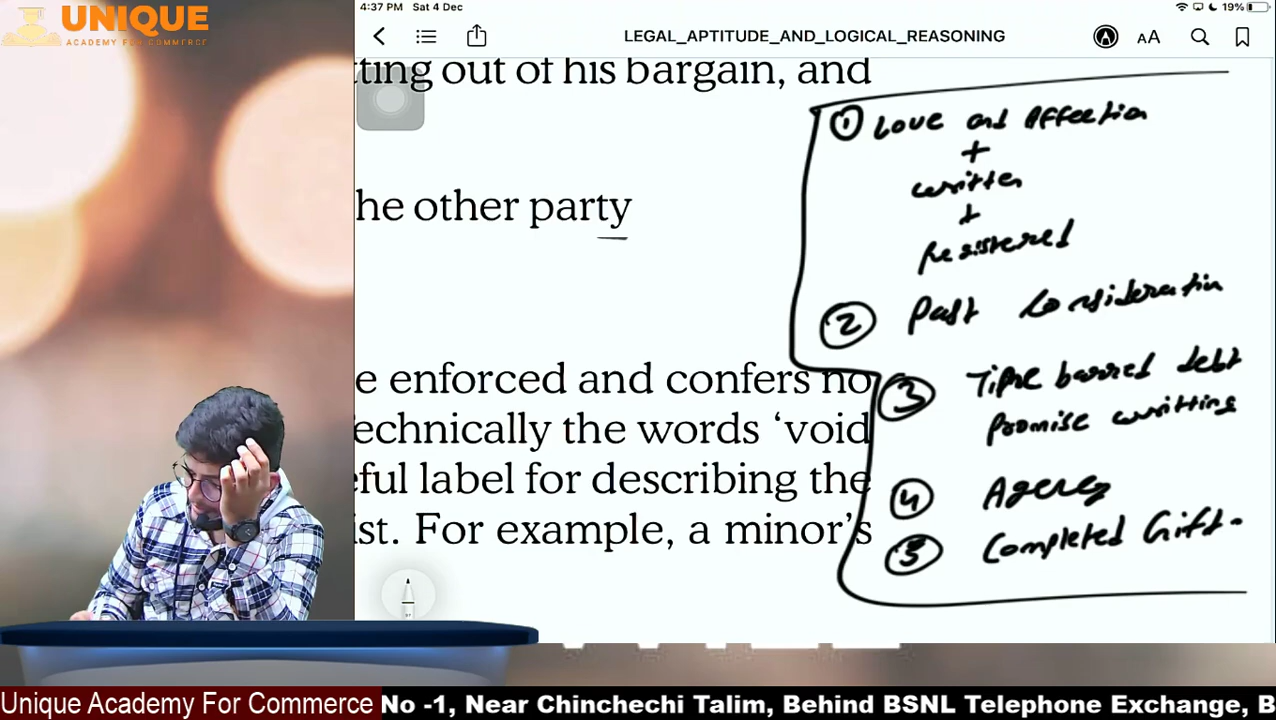 UNIQUE
ACADEMY FOR COMMERCE
4:37 PM Sat 4 Dec
19%
LEGAL_APTITUDE_AND_LOGICAL_REASONING
AA
tting out of his bargain, and
he other party
e enforced and confers no
echnically the words ‘void
eful label for describing the
ist. For example, a minor’s
1 Love and Affection
+
written
+
Registered
2 Past Consideration
3 Time barred debt
Promise writting
4 Agency
5 Completed Gift.
Unique Academy For Commerce
No -1, Near Chinchechi Talim, Behind BSNL Telephone Exchange, B